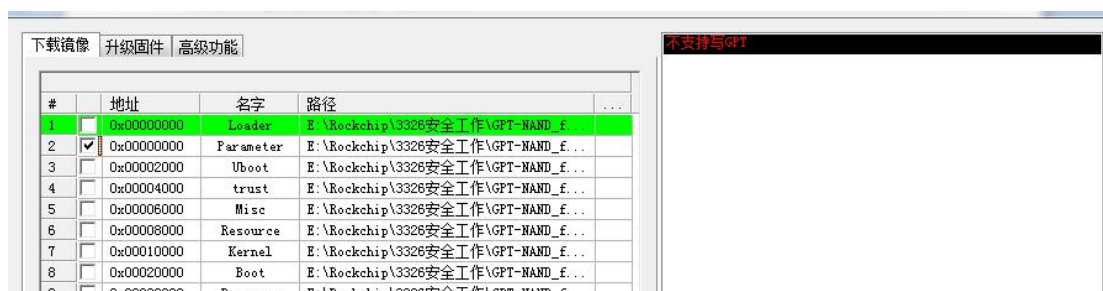 下载镜像 升级固件 高级功能
不支持写GPT
# 地址 名字 路径 ...
1 0x00000000 Loader E:\Rockchip\3326安全工作\GPT-NAND_f...
2 0x00000000 Parameter E:\Rockchip\3326安全工作\GPT-NAND_f...
3 0x00002000 Uboot E:\Rockchip\3326安全工作\GPT-NAND_f...
4 0x00004000 trust E:\Rockchip\3326安全工作\GPT-NAND_f...
5 0x00006000 Misc E:\Rockchip\3326安全工作\GPT-NAND_f...
6 0x00008000 Resource E:\Rockchip\3326安全工作\GPT-NAND_f...
7 0x00010000 Kernel E:\Rockchip\3326安全工作\GPT-NAND_f...
8 0x00020000 Boot E:\Rockchip\3326安全工作\GPT-NAND_f...